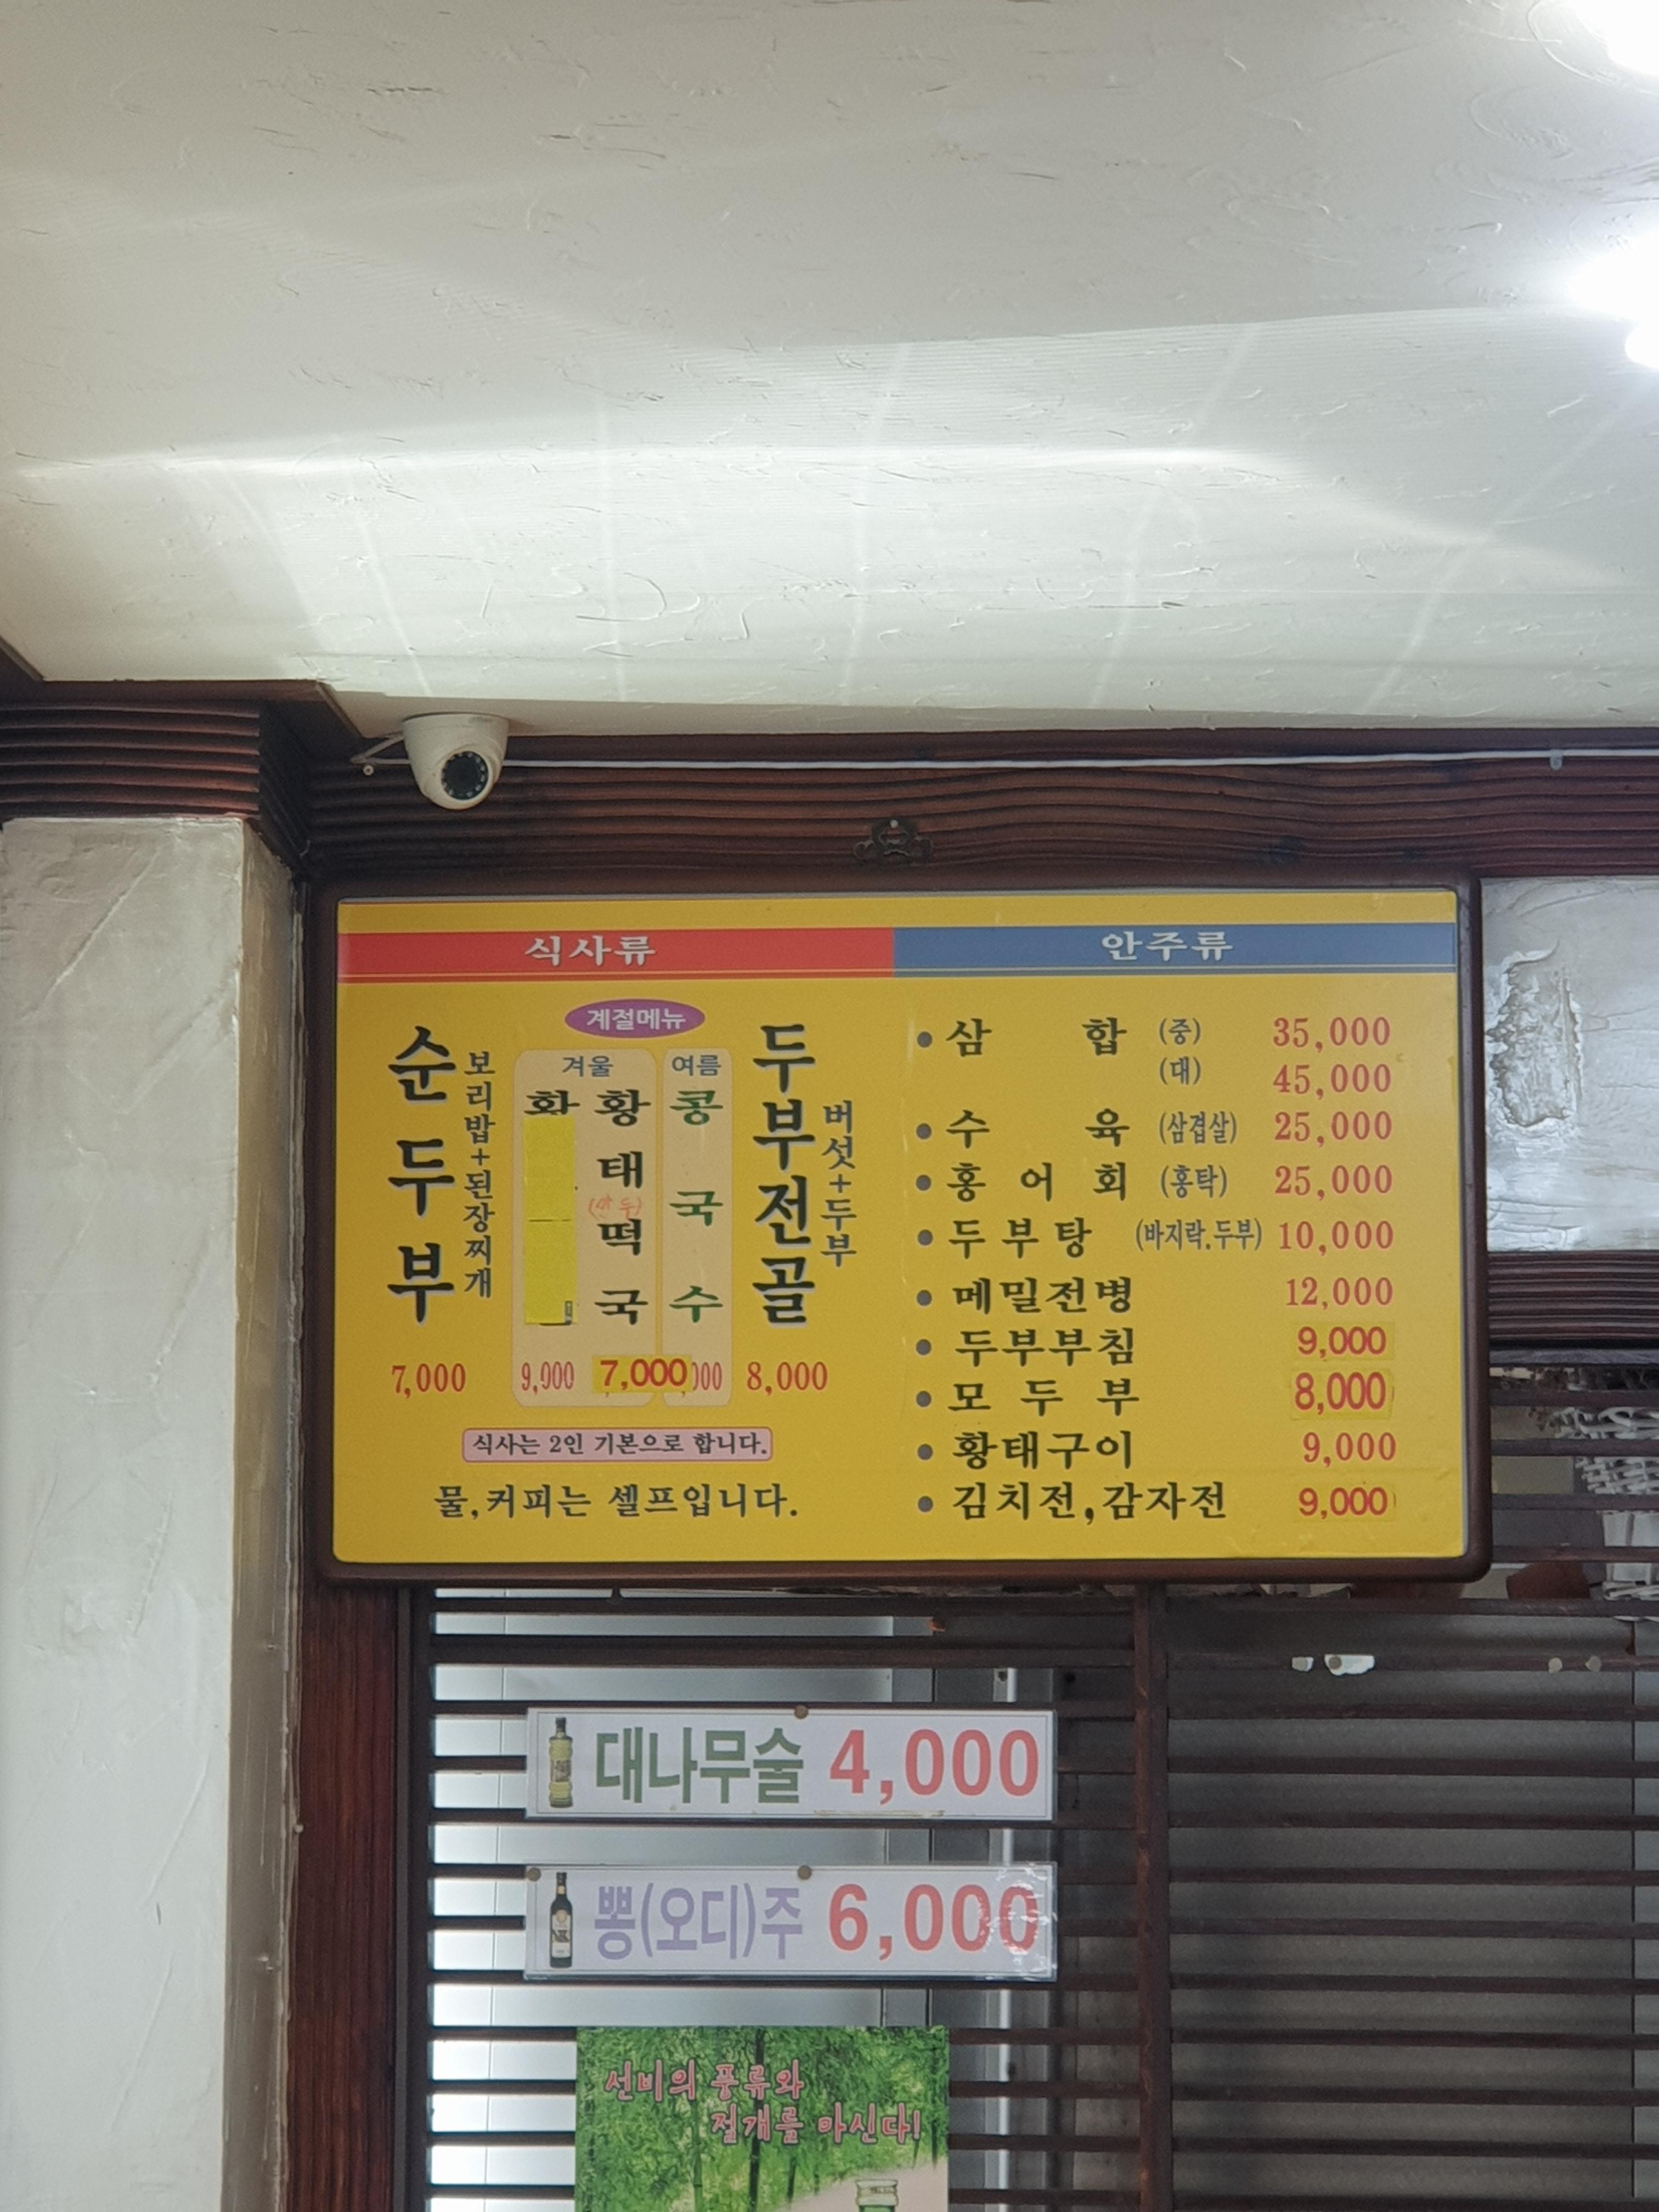 식사류
안주류
순두부
보리밥+된장찌개
7,000
계절메뉴
겨울
화
9,000
황태떡국
(만두)
7,000
여름
콩국수
000
두부전골
버섯+두부
8,000
식사는 2인 기본으로 합니다.
물,커피는 셀프입니다.
• 삼 합 (중) 35,000
(대) 45,000
• 수 육 (삼겹살) 25,000
• 홍 어 회 (홍탁) 25,000
• 두부탕 (바지락.두부) 10,000
• 메밀전병 12,000
• 두부부침 9,000
• 모 두 부 8,000
• 황태구이 9,000
• 김치전,감자전 9,000
대나무술 4,000
뽕(오디)주 6,000
선비의 풍류와
절개를 마신다!